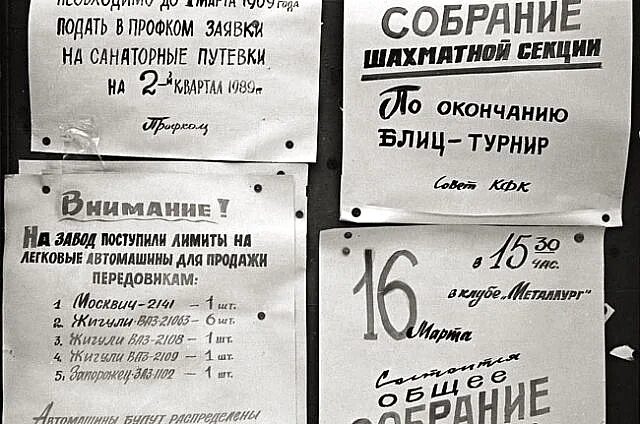 НЕОБХОДИМО ДО 1 МАРТА 1989 года
ПОДАТЬ В ПРОФКОМ ЗАЯВКИ
НА САНАТОРНЫЕ ПУТЕВКИ
НА 2-й КВАРТАЛ 1989 г.
Профком
СОБРАНИЕ
ШАХМАТНОЙ СЕКЦИИ
По окончанию
БЛИЦ-ТУРНИР
Совет КФК
Внимание!
НА ЗАВОД ПОСТУПИЛИ ЛИМИТЫ НА
ЛЕГКОВЫЕ АВТОМАШИНЫ ДЛЯ ПРОДАЖИ
ПЕРЕДОВИКАМ:
1 Москвич-2141 – 1 шт.
2. Жигули ВАЗ-21063 – 6 шт.
3. Жигули ВАЗ-2108 – 1 шт.
4. Жигули ВАЗ-2109 – 1 шт.
5. Запорожец-ЗАЗ-1102 – 1 шт.
Автомашины будут распределены
16 Марта
в 15 30 час.
в клубе „Металлург"
Состоится
ОБЩЕЕ
СОБРАНИЕ